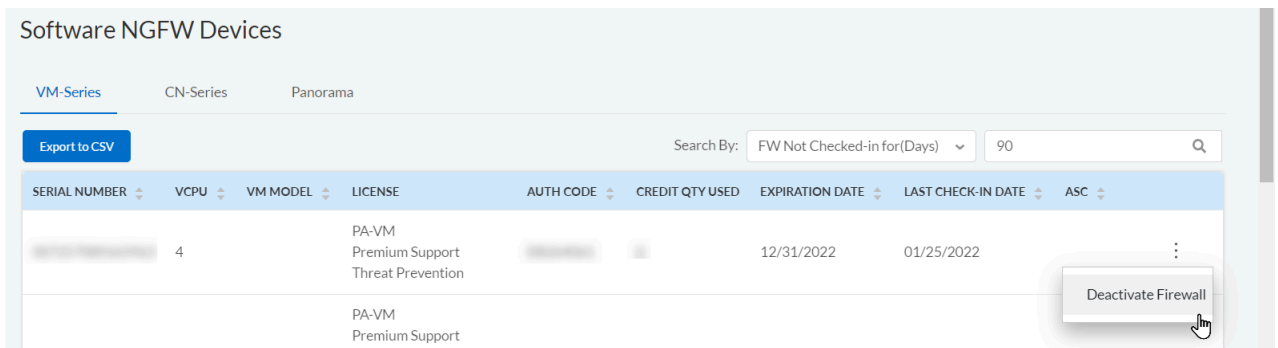 Software NGFW Devices
VM-Series CN-Series Panorama
Export to CSV Search By: FW Not Checked-in for(Days) 90
SERIAL NUMBER VCPU VM MODEL LICENSE AUTH CODE CREDIT QTY USED EXPIRATION DATE LAST CHECK-IN DATE ASC
PA-VM
4 Premium Support 12/31/2022 01/25/2022
Threat Prevention
Deactivate Firewall
PA-VM
Premium Support